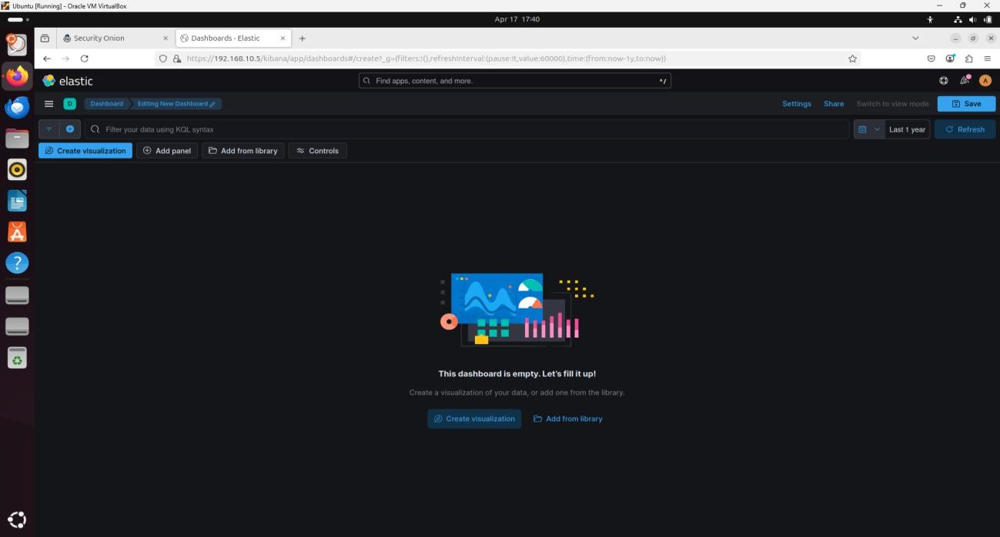 Ubuntu [Running] - Oracle VM VirtualBox
Apr 17 17:40
Security Onion
Dashboards - Elastic
https://192.168.10.5/kibana/app/dashboards#/create?_g=(filters:!(),refreshInterval:(pause:!t,value:60000),time:(from:now-1y,to:now))
elastic
Find apps, content, and more.
^/
A
D
Dashboard
Editing New Dashboard
Settings
Share
Switch to view mode
Save
Filter your data using KQL syntax
Last 1 year
Refresh
Create visualization
Add panel
Add from library
Controls
This dashboard is empty. Let's fill it up!
Create a visualization of your data, or add one from the library.
Create visualization
Add from library